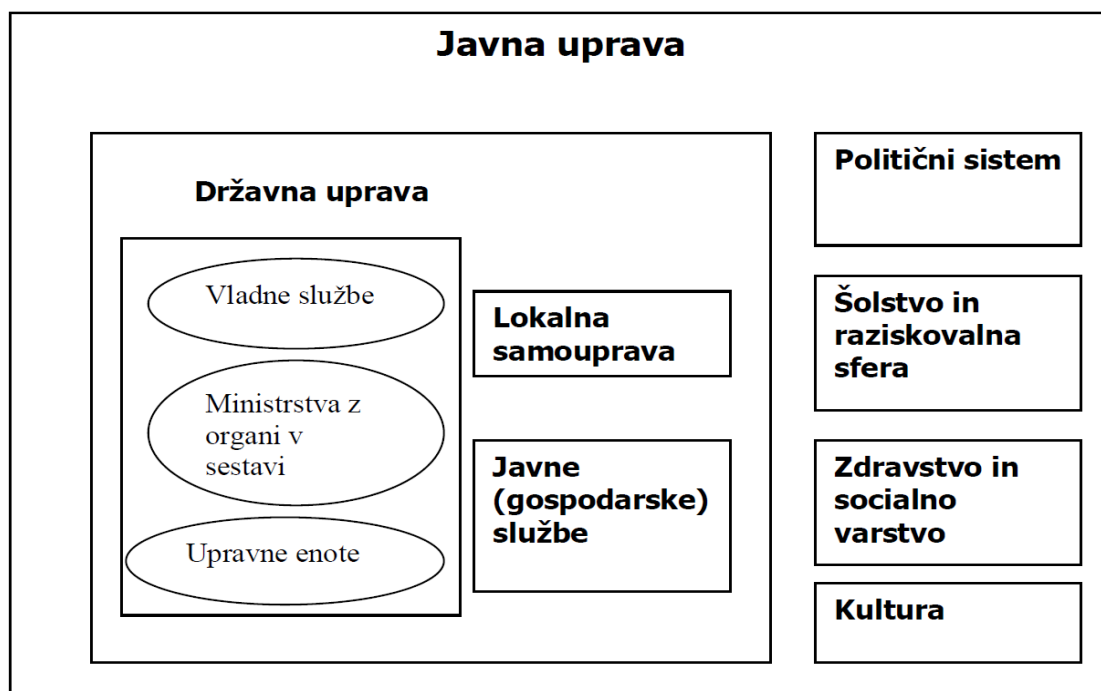 Javna uprava
Državna uprava
Vladne službe
Ministrstva z
organi v
sestavi
Upravne enote
Lokalna
samouprava
Javne
(gospodarske)
službe
Politični sistem
Šolstvo in
raziskovalna
sfera
Zdravstvo in
socialno
varstvo
Kultura